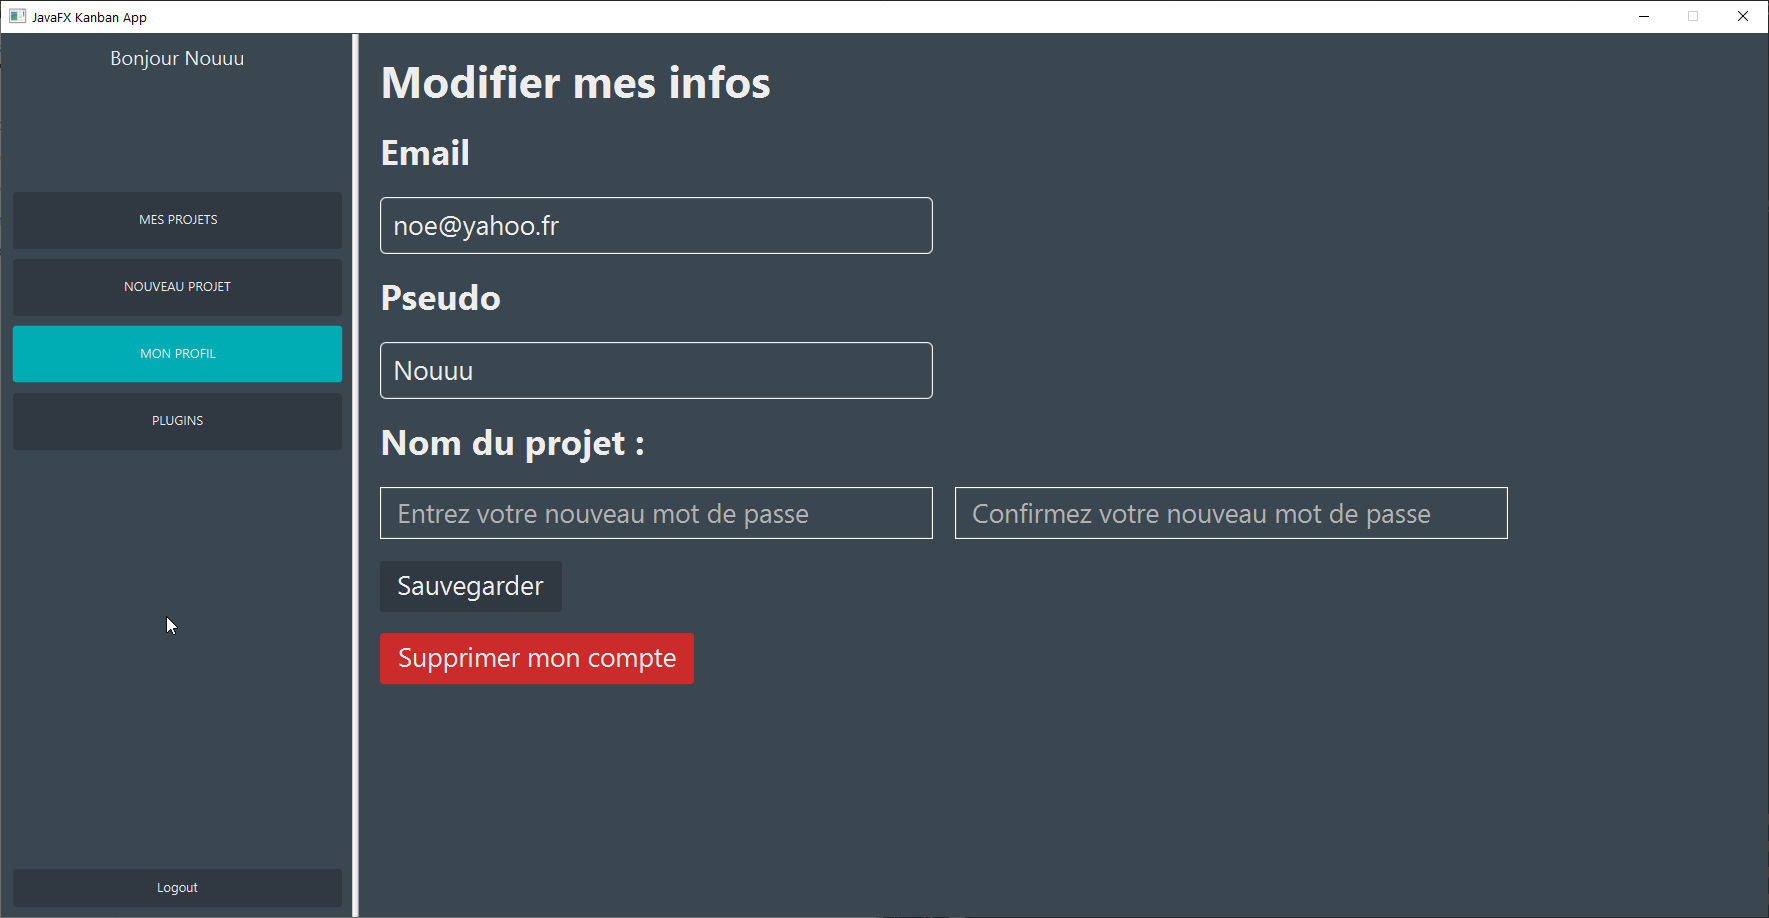 JavaFX Kanban App
Bonjour Nouuu
MES PROJETS
NOUVEAU PROJET
MON PROFIL
PLUGINS
Logout
Modifier mes infos
Email
noe@yahoo.fr
Pseudo
Nouuu
Nom du projet :
Entrez votre nouveau mot de passe
Confirmez votre nouveau mot de passe
Sauvegarder
Supprimer mon compte